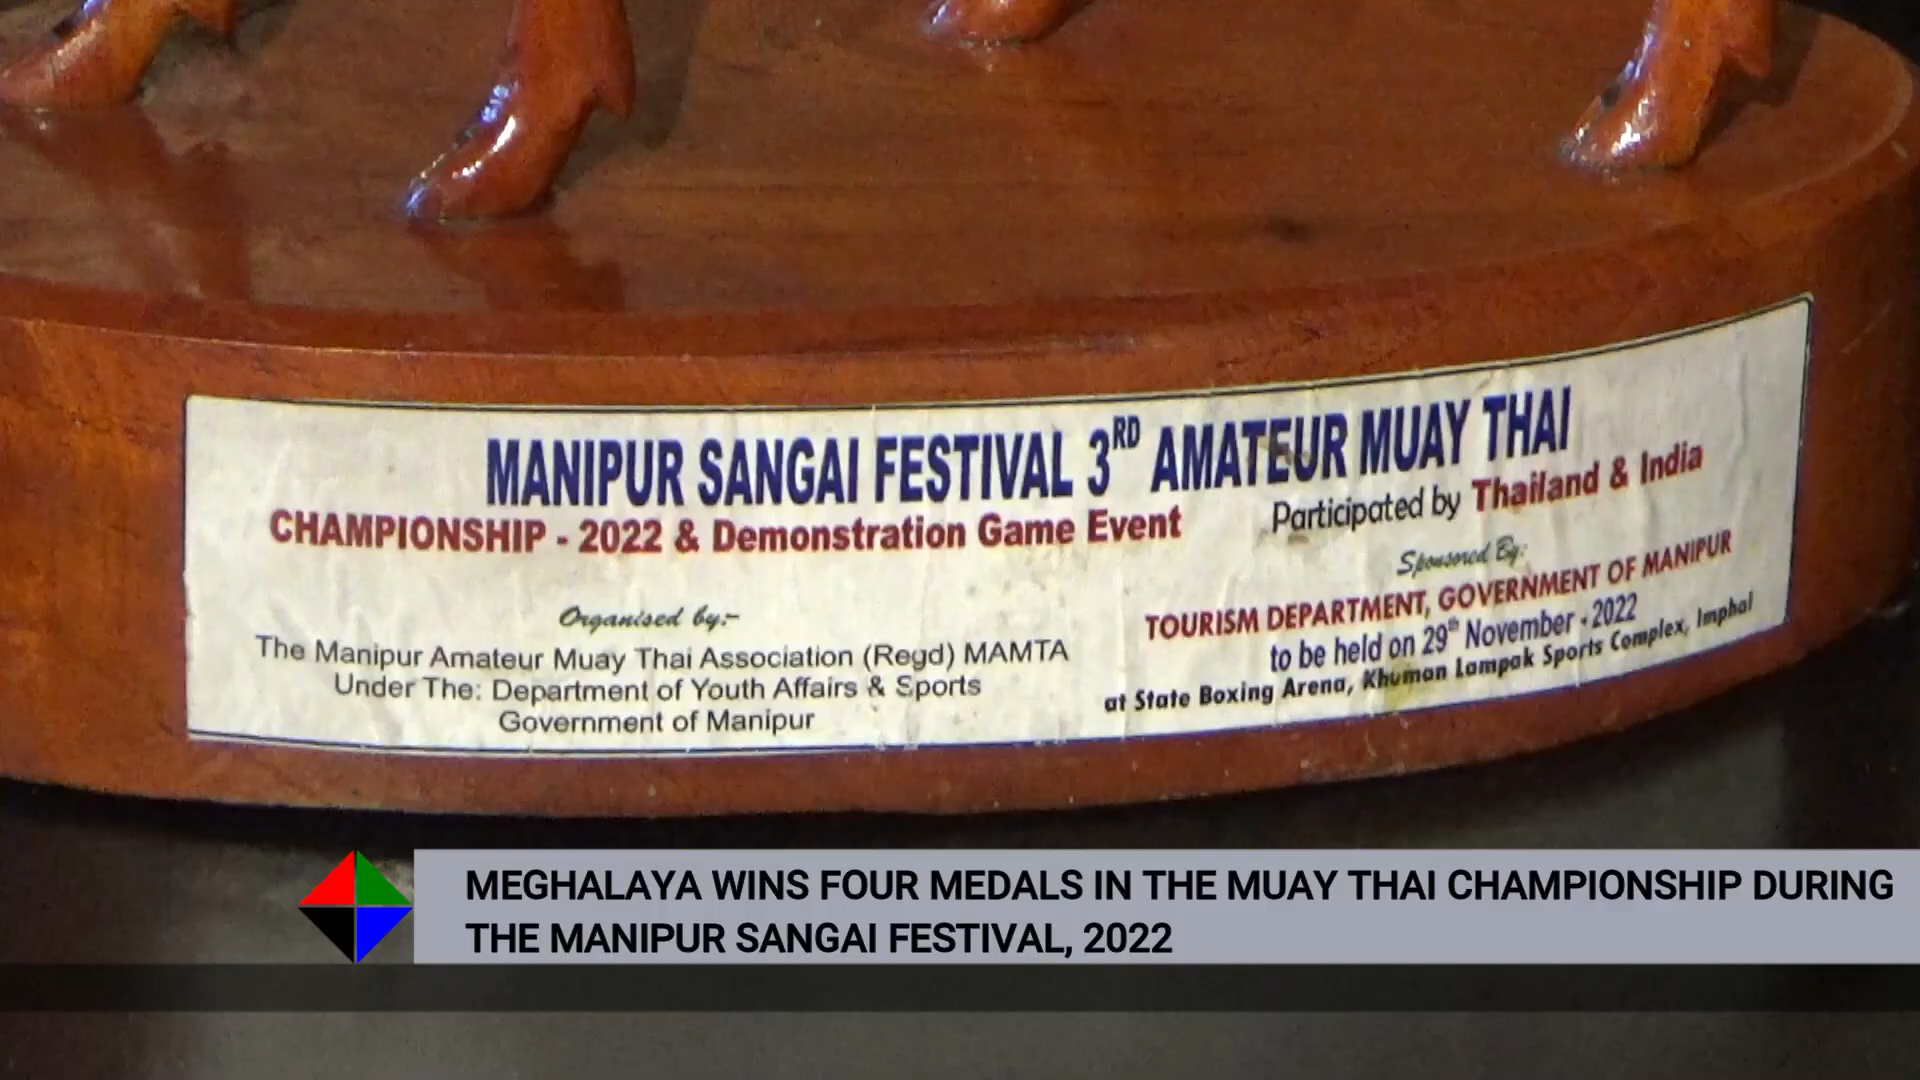 MANIPUR SANGAI FESTIVAL 3RD AMATEUR MUAY THAI
CHAMPIONSHIP - 2022 & Demonstration Game Event
Participated by Thailand & India
Organised by:-
The Manipur Amateur Muay Thai Association (Regd) MAMTA
Under The: Department of Youth Affairs & Sports
Government of Manipur
Sponsored By:
TOURISM DEPARTMENT, GOVERNMENT OF MANIPUR
to be held on 29th November - 2022
at State Boxing Arena, Khuman Lampak Sports Complex, Imphal
MEGHALAYA WINS FOUR MEDALS IN THE MUAY THAI CHAMPIONSHIP DURING
THE MANIPUR SANGAI FESTIVAL, 2022